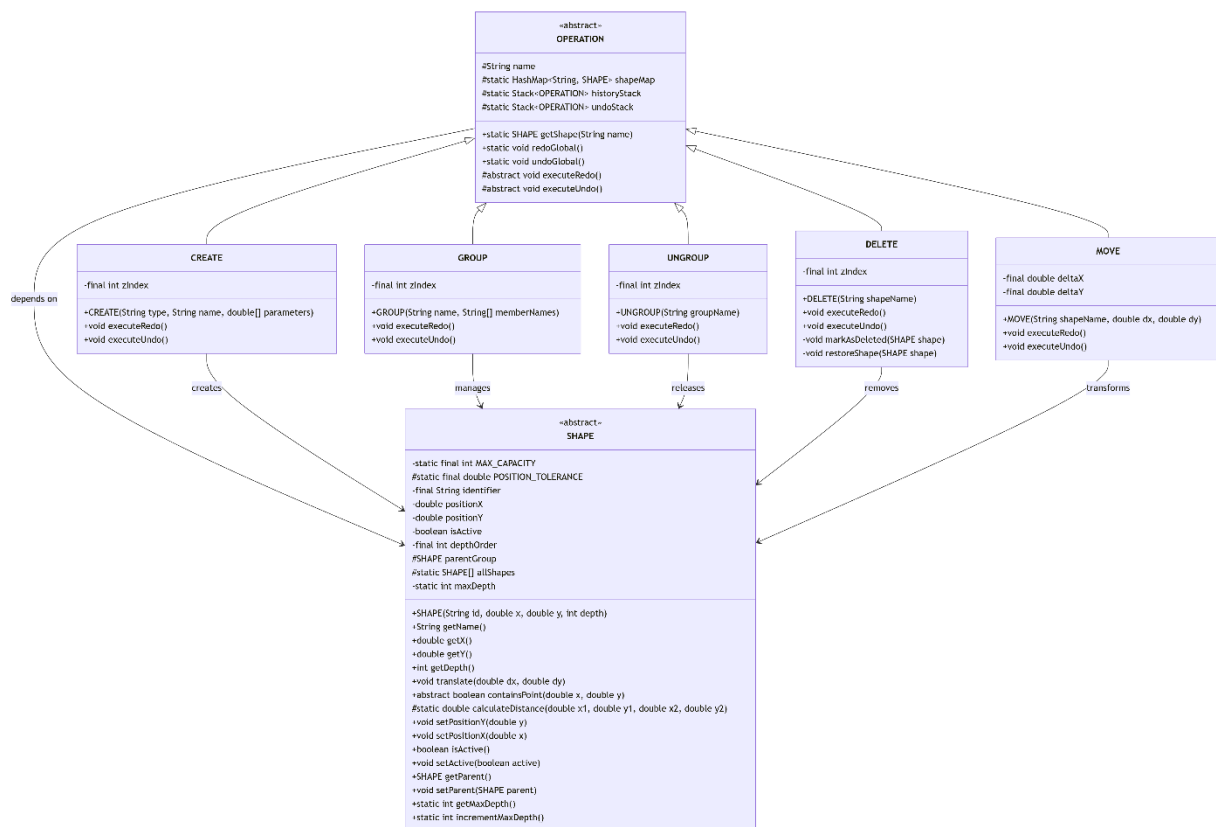 «abstract»
OPERATION
#String name
#static HashMap<String, SHAPE> shapeMap
#static Stack<OPERATION> historyStack
#static Stack<OPERATION> undoStack
+static SHAPE getShape(String name)
+static void redoGlobal()
+static void undoGlobal()
#abstract void executeRedo()
#abstract void executeUndo()
CREATE
-final int zIndex
+CREATE(String type, String name, double[] parameters)
+void executeRedo()
+void executeUndo()
GROUP
-final int zIndex
+GROUP(String name, String[] memberNames)
+void executeRedo()
+void executeUndo()
UNGROUP
-final int zIndex
+UNGROUP(String groupName)
+void executeRedo()
+void executeUndo()
DELETE
-final int zIndex
+DELETE(String shapeName)
+void executeRedo()
+void executeUndo()
-void markAsDeleted(SHAPE shape)
-void restoreShape(SHAPE shape)
MOVE
-final double deltaX
-final double deltaY
+MOVE(String shapeName, double dx, double dy)
+void executeRedo()
+void executeUndo()
depends on
creates
manages
releases
removes
transforms
«abstract»
SHAPE
-static final int MAX_CAPACITY
#static final double POSITION_TOLERANCE
-final String identifier
-double positionX
-double positionY
-boolean isActive
-final int depthOrder
#SHAPE parentGroup
#static SHAPE[] allShapes
-static int maxDepth
+SHAPE(String id, double x, double y, int depth)
+String getName()
+double getX()
+double getY()
+int getDepth()
+void translate(double dx, double dy)
+abstract boolean containsPoint(double x, double y)
#static double calculateDistance(double x1, double y1, double x2, double y2)
+void setPositionY(double y)
+void setPositionX(double x)
+boolean isActive()
+void setActive(boolean active)
+SHAPE getParent()
+void setParent(SHAPE parent)
+static int getMaxDepth()
+static int incrementMaxDepth()